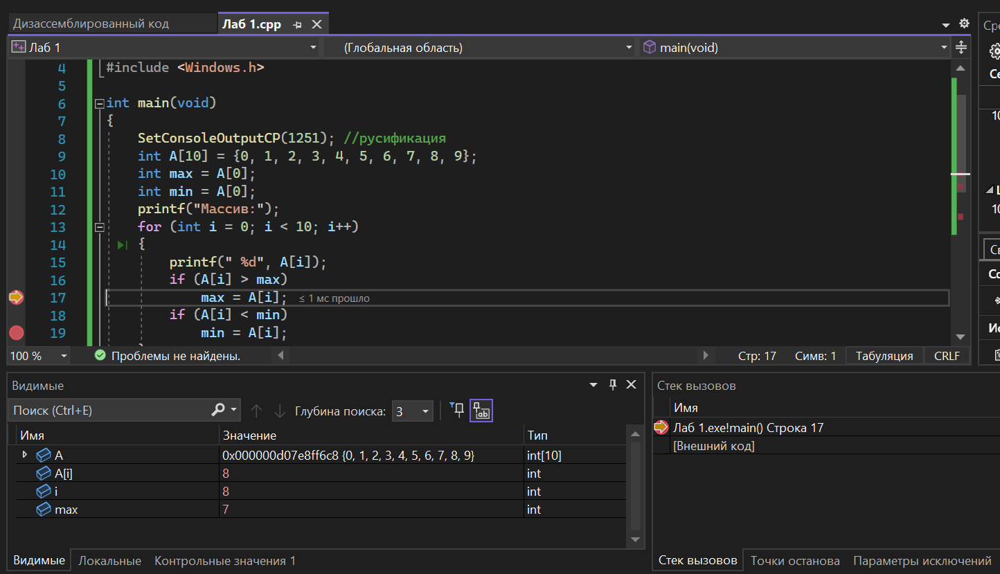 Дизассемблированный код
Лаб 1.cpp
Лаб 1
(Глобальная область)
main(void)
4 #include <Windows.h>
5
6 int main(void)
7 {
8 SetConsoleOutputCP(1251); //русификация
9 int A[10] = {0, 1, 2, 3, 4, 5, 6, 7, 8, 9};
10 int max = A[0];
11 int min = A[0];
12 printf("Массив:");
13 for (int i = 0; i < 10; i++)
14 {
15 printf(" %d", A[i]);
16 if (A[i] > max)
17 max = A[i]; ≤ 1 мс прошло
18 if (A[i] < min)
19 min = A[i];
100 %
Проблемы не найдены.
Стр: 17
Симв: 1
Табуляция
CRLF
Видимые
Поиск (Ctrl+E)
Глубина поиска: 3
Имя Значение Тип
A 0x000000d07e8ff6c8 {0, 1, 2, 3, 4, 5, 6, 7, 8, 9} int[10]
A[i] 8 int
i 8 int
max 7 int
Видимые Локальные Контрольные значения 1
Стек вызовов
Имя
Лаб 1.exe!main() Строка 17
[Внешний код]
Стек вызовов Точки останова Параметры исключений